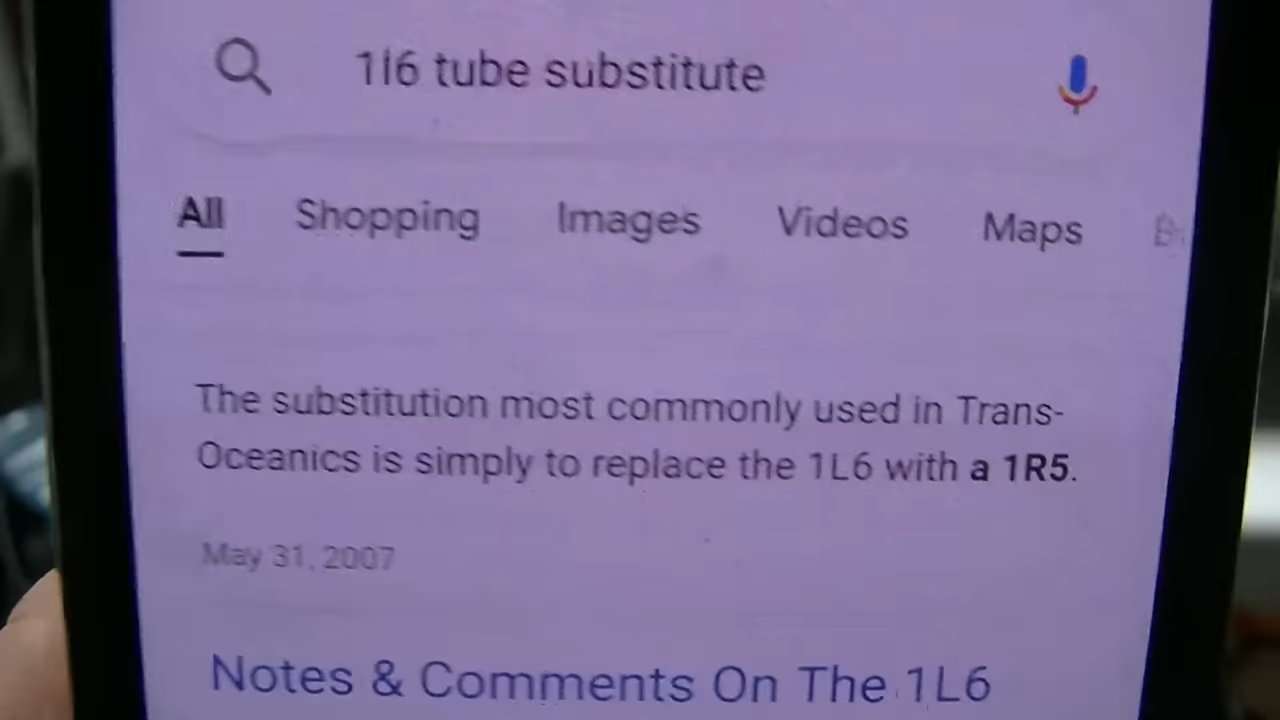 1l6 tube substitute
All Shopping Images Videos Maps
The substitution most commonly used in Trans-
Oceanics is simply to replace the 1L6 with a 1R5.
May 31, 2007
Notes & Comments On The 1L6